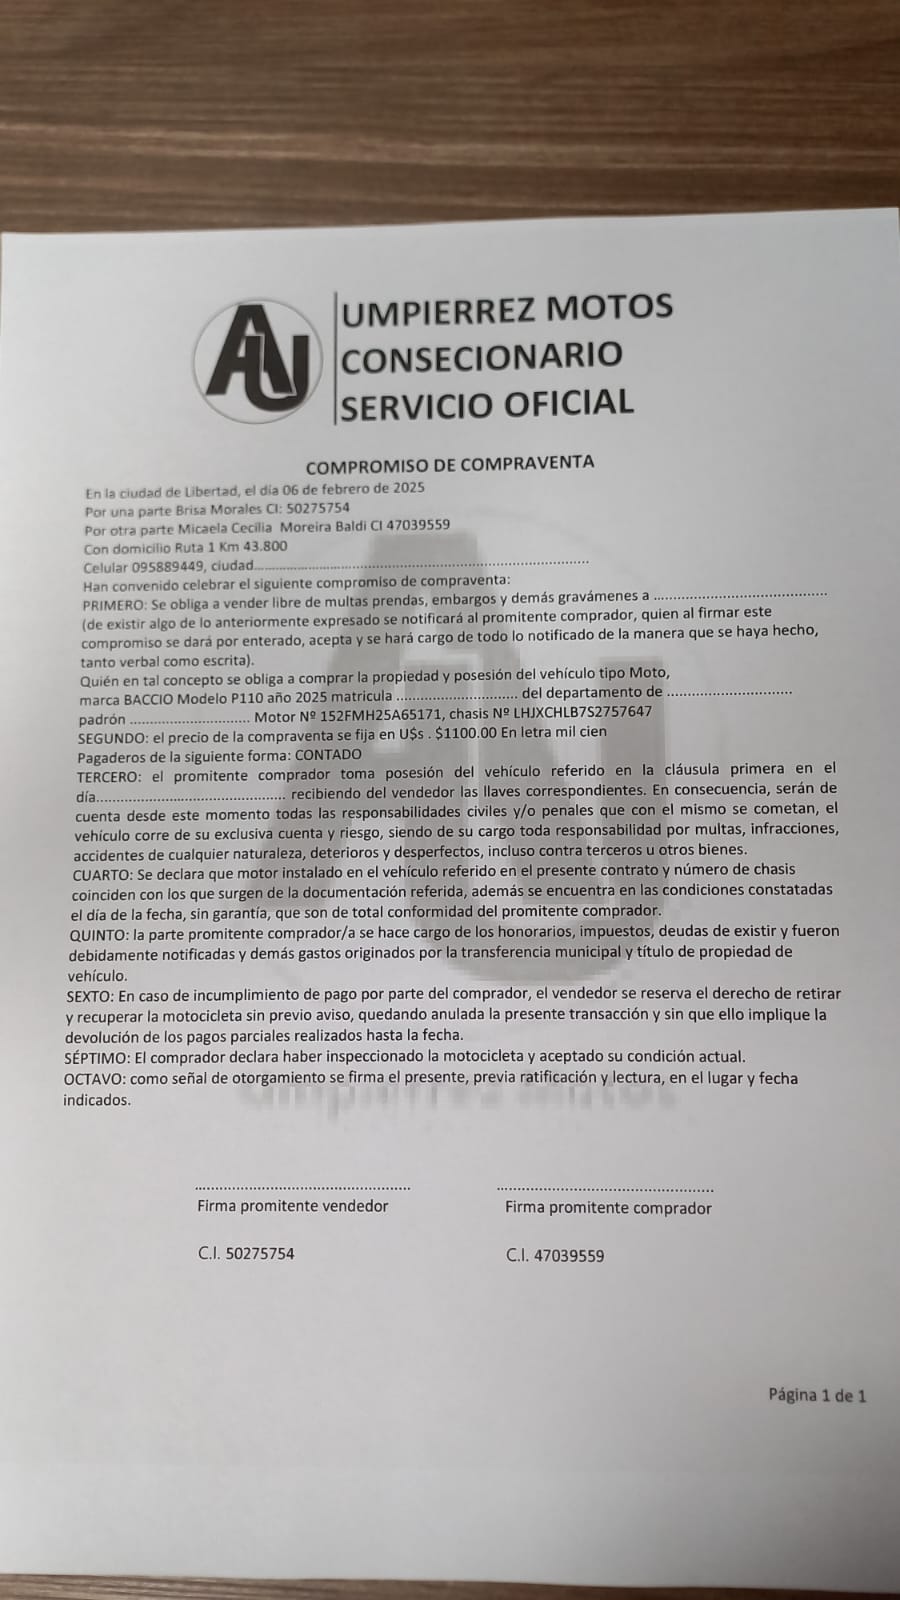 AU
UMPIERREZ MOTOS
CONSECIONARIO
SERVICIO OFICIAL
COMPROMISO DE COMPRAVENTA
En la ciudad de Libertad, el día 06 de febrero de 2025
Por una parte Brisa Morales CI: 50275754
Por otra parte Micaela Cecilia  Moreira Baldi CI 47039559
Con domicilio Ruta 1 Km 43.800
Celular 095889449, ciudad..............................................................................
Han convenido celebrar el siguiente compromiso de compraventa:
PRIMERO: Se obliga a vender libre de multas prendas, embargos y demás gravámenes a .........................................
(de existir algo de lo anteriormente expresado se notificará al promitente comprador, quien al firmar este
compromiso se dará por enterado, acepta y se hará cargo de todo lo notificado de la manera que se haya hecho,
tanto verbal como escrita).
Quién en tal concepto se obliga a comprar la propiedad y posesión del vehículo tipo Moto,
marca BACCIO Modelo P110 año 2025 matricula ............................. del departamento de ..............................
padrón ............................. Motor Nº 152FMH25A65171, chasis Nº LHJXCHLB7S2757647
SEGUNDO: el precio de la compraventa se fija en U$s . $1100.00 En letra mil cien
Pagaderos de la siguiente forma: CONTADO
TERCERO: el promitente comprador toma posesión del vehículo referido en la cláusula primera en el
día............................................. recibiendo del vendedor las llaves correspondientes. En consecuencia, serán de
cuenta desde este momento todas las responsabilidades civiles y/o penales que con el mismo se cometan, el
vehículo corre de su exclusiva cuenta y riesgo, siendo de su cargo toda responsabilidad por multas, infracciones,
accidentes de cualquier naturaleza, deterioros y desperfectos, incluso contra terceros u otros bienes.
CUARTO: Se declara que motor instalado en el vehículo referido en el presente contrato y número de chasis
coinciden con los que surgen de la documentación referida, además se encuentra en las condiciones constatadas
el día de la fecha, sin garantía, que son de total conformidad del promitente comprador.
QUINTO: la parte promitente comprador/a se hace cargo de los honorarios, impuestos, deudas de existir y fueron
debidamente notificadas y demás gastos originados por la transferencia municipal y título de propiedad de
vehículo.
SEXTO: En caso de incumplimiento de pago por parte del comprador, el vendedor se reserva el derecho de retirar
y recuperar la motocicleta sin previo aviso, quedando anulada la presente transacción y sin que ello implique la
devolución de los pagos parciales realizados hasta la fecha.
SÉPTIMO: El comprador declara haber inspeccionado la motocicleta y aceptado su condición actual.
OCTAVO: como señal de otorgamiento se firma el presente, previa ratificación y lectura, en el lugar y fecha
indicados.
Umpierrez Motos
.................................................... ....................................................
Firma promitente vendedor Firma promitente comprador
C.I. 50275754 C.I. 47039559
Página 1 de 1